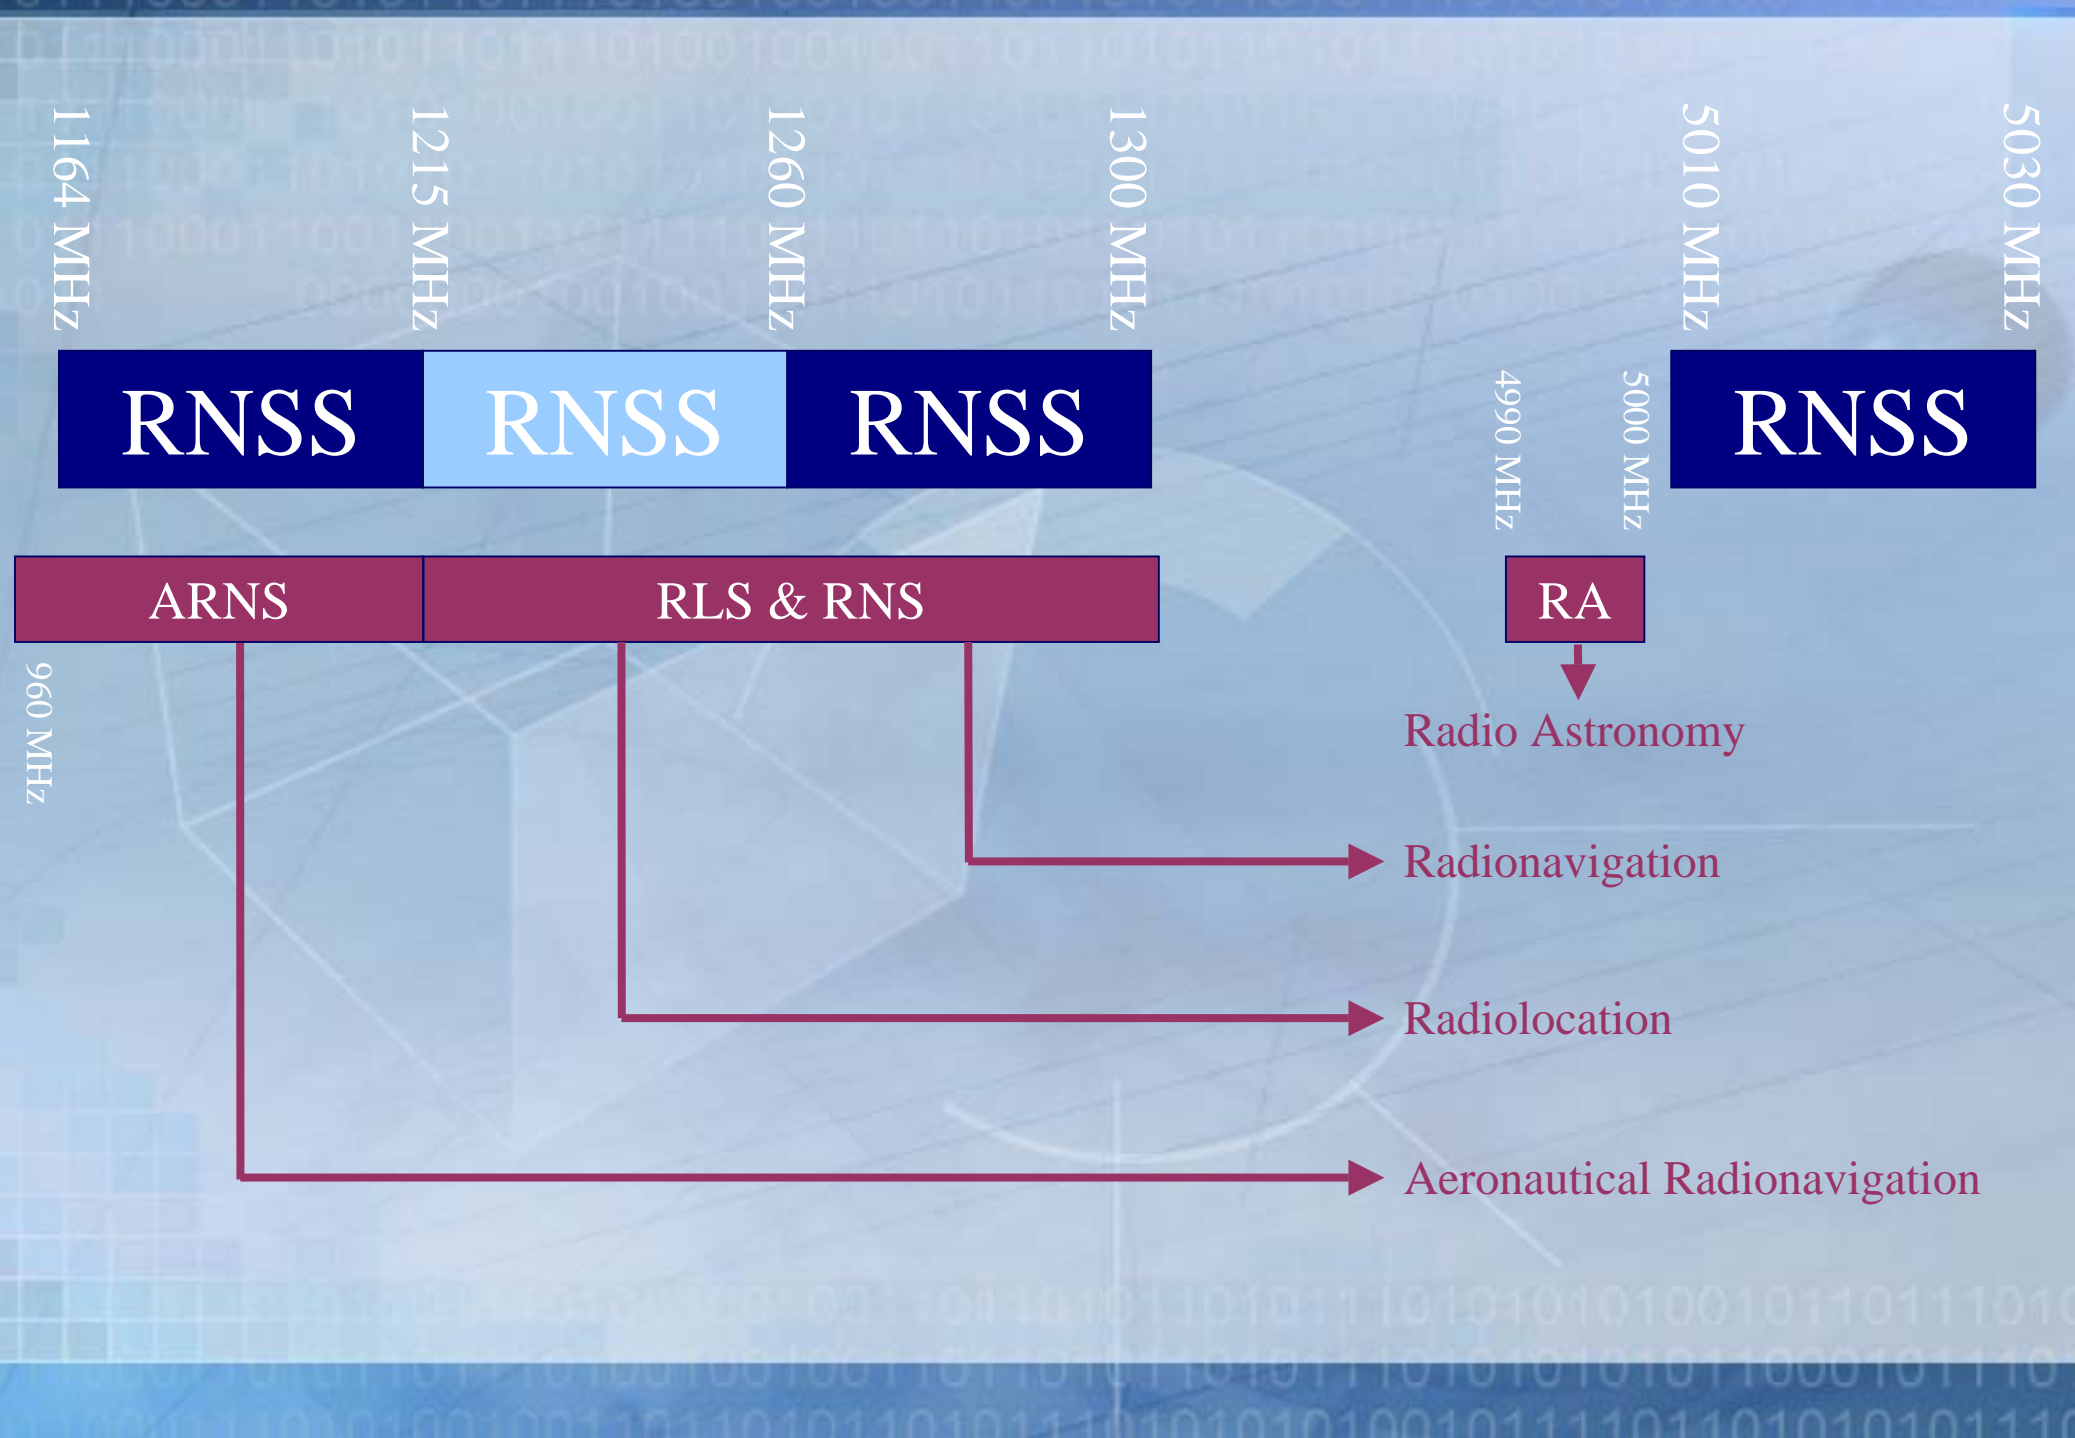 1164 MHz
1215 MHz
1260 MHz
1300 MHz
5010 MHz
5030 MHz
RNSS
RNSS
RNSS
4990 MHz
5000 MHz
RNSS
ARNS
RLS & RNS
RA
960 MHz
Radio Astronomy
Radionavigation
Radiolocation
Aeronautical Radionavigation